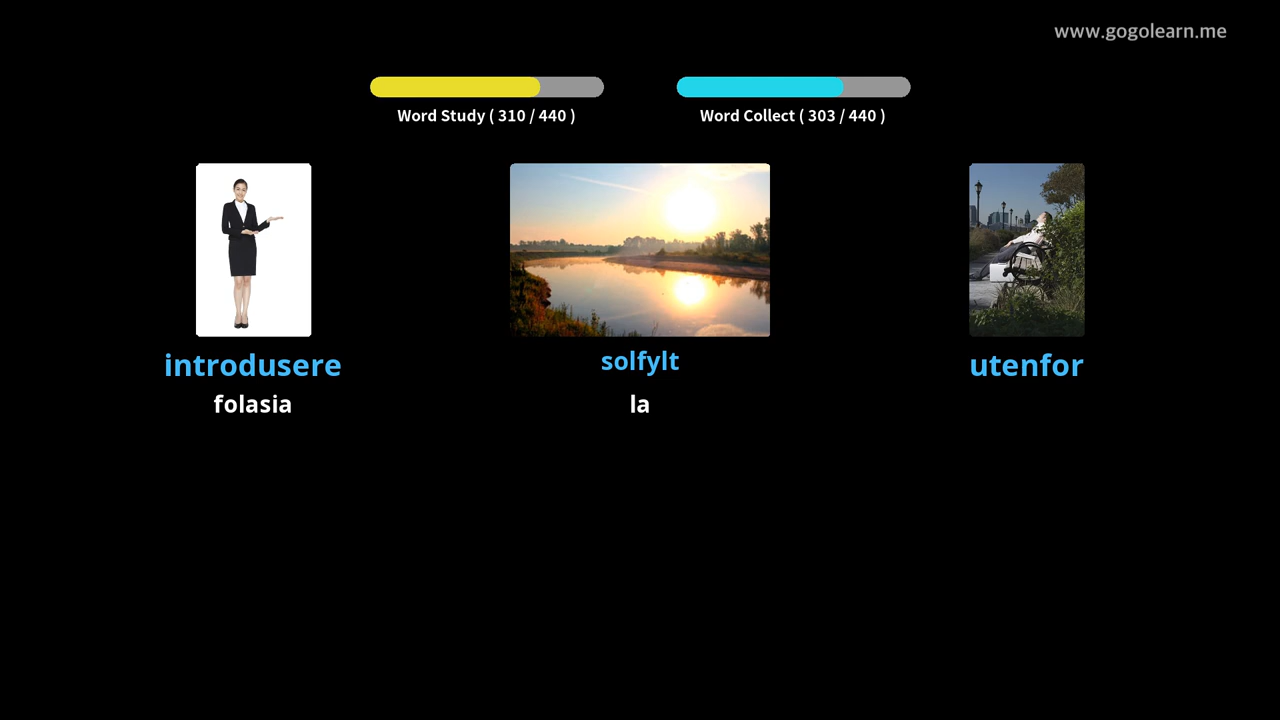 www.gogolearn.me
Word Study ( 310 / 440 )
Word Collect ( 303 / 440 )
introdusere
solfylt
utenfor
folasia
la